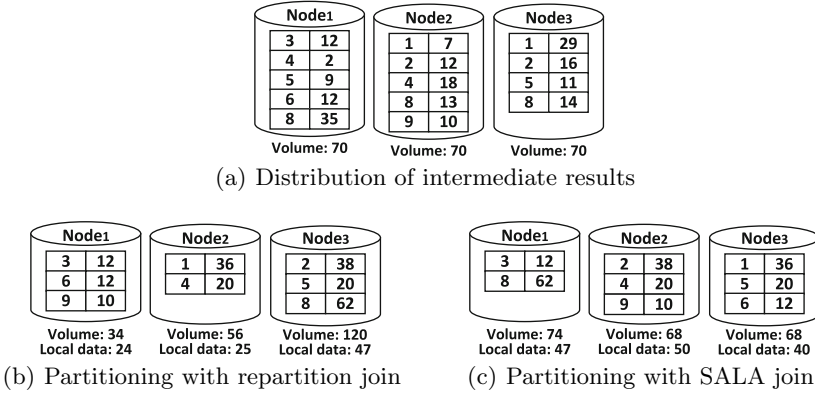 Node1 Node2 Node3
3 12 1 7 1 29
4 2 2 12 2 16
5 9 4 18 5 11
6 12 8 13 8 14
8 35 9 10
Volume: 70 Volume: 70 Volume: 70
(a) Distribution of intermediate results
Node1 Node2 Node3
3 12 1 36 2 38
6 12 4 20 5 20
9 10 8 62
Volume: 34 Volume: 56 Volume: 120
Local data: 24 Local data: 25 Local data: 47
(b) Partitioning with repartition join
Node1 Node2 Node3
3 12 2 38 1 36
8 62 4 20 5 20
9 10 6 12
Volume: 74 Volume: 68 Volume: 68
Local data: 47 Local data: 50 Local data: 40
(c) Partitioning with SALA join